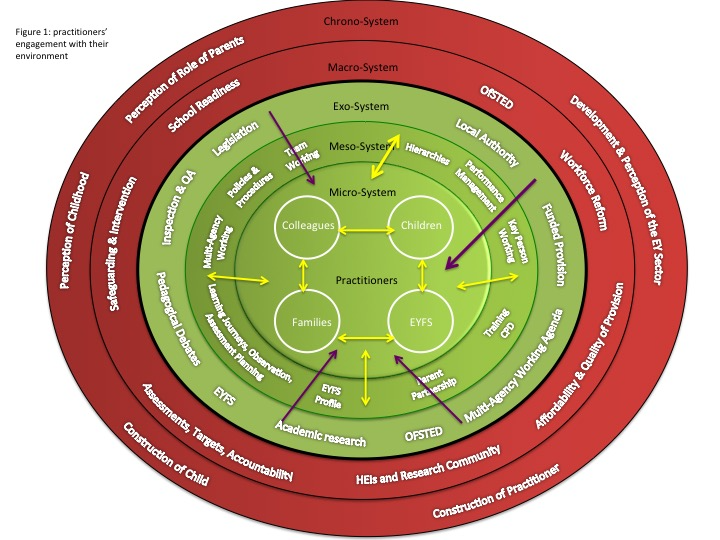 Figure 1: practitioners'
engagement with their
environment
Chrono-System
Perception of Role of Parents
Perception of Childhood
Development & Perception of the EY Sector
Construction of Child
Construction of Practitioner
Macro-System
School Readiness
OfSTED
Workforce Reform
Safeguarding & Intervention
Affordability & Quality of Provision
Assessments, Targets, Accountability
HEIs and Research Community
Exo-System
Legislation
Local Authority
Inspection & QA
Funded Provision
Pedagogical Debates
Multi-Agency Working Agenda
EYFS
Academic research
OFSTED
Meso-System
Team
Working
Hierarchies
Policies &
Procedures
Performance
Management
Multi-Agency
Working
Key Person
Working
Learning Journeys, Observation,
Assessment Planning
Training
CPD
EYFS
Profile
Parent
Partnership
Micro-System
Colleagues
Children
Practitioners
Families
EYFS